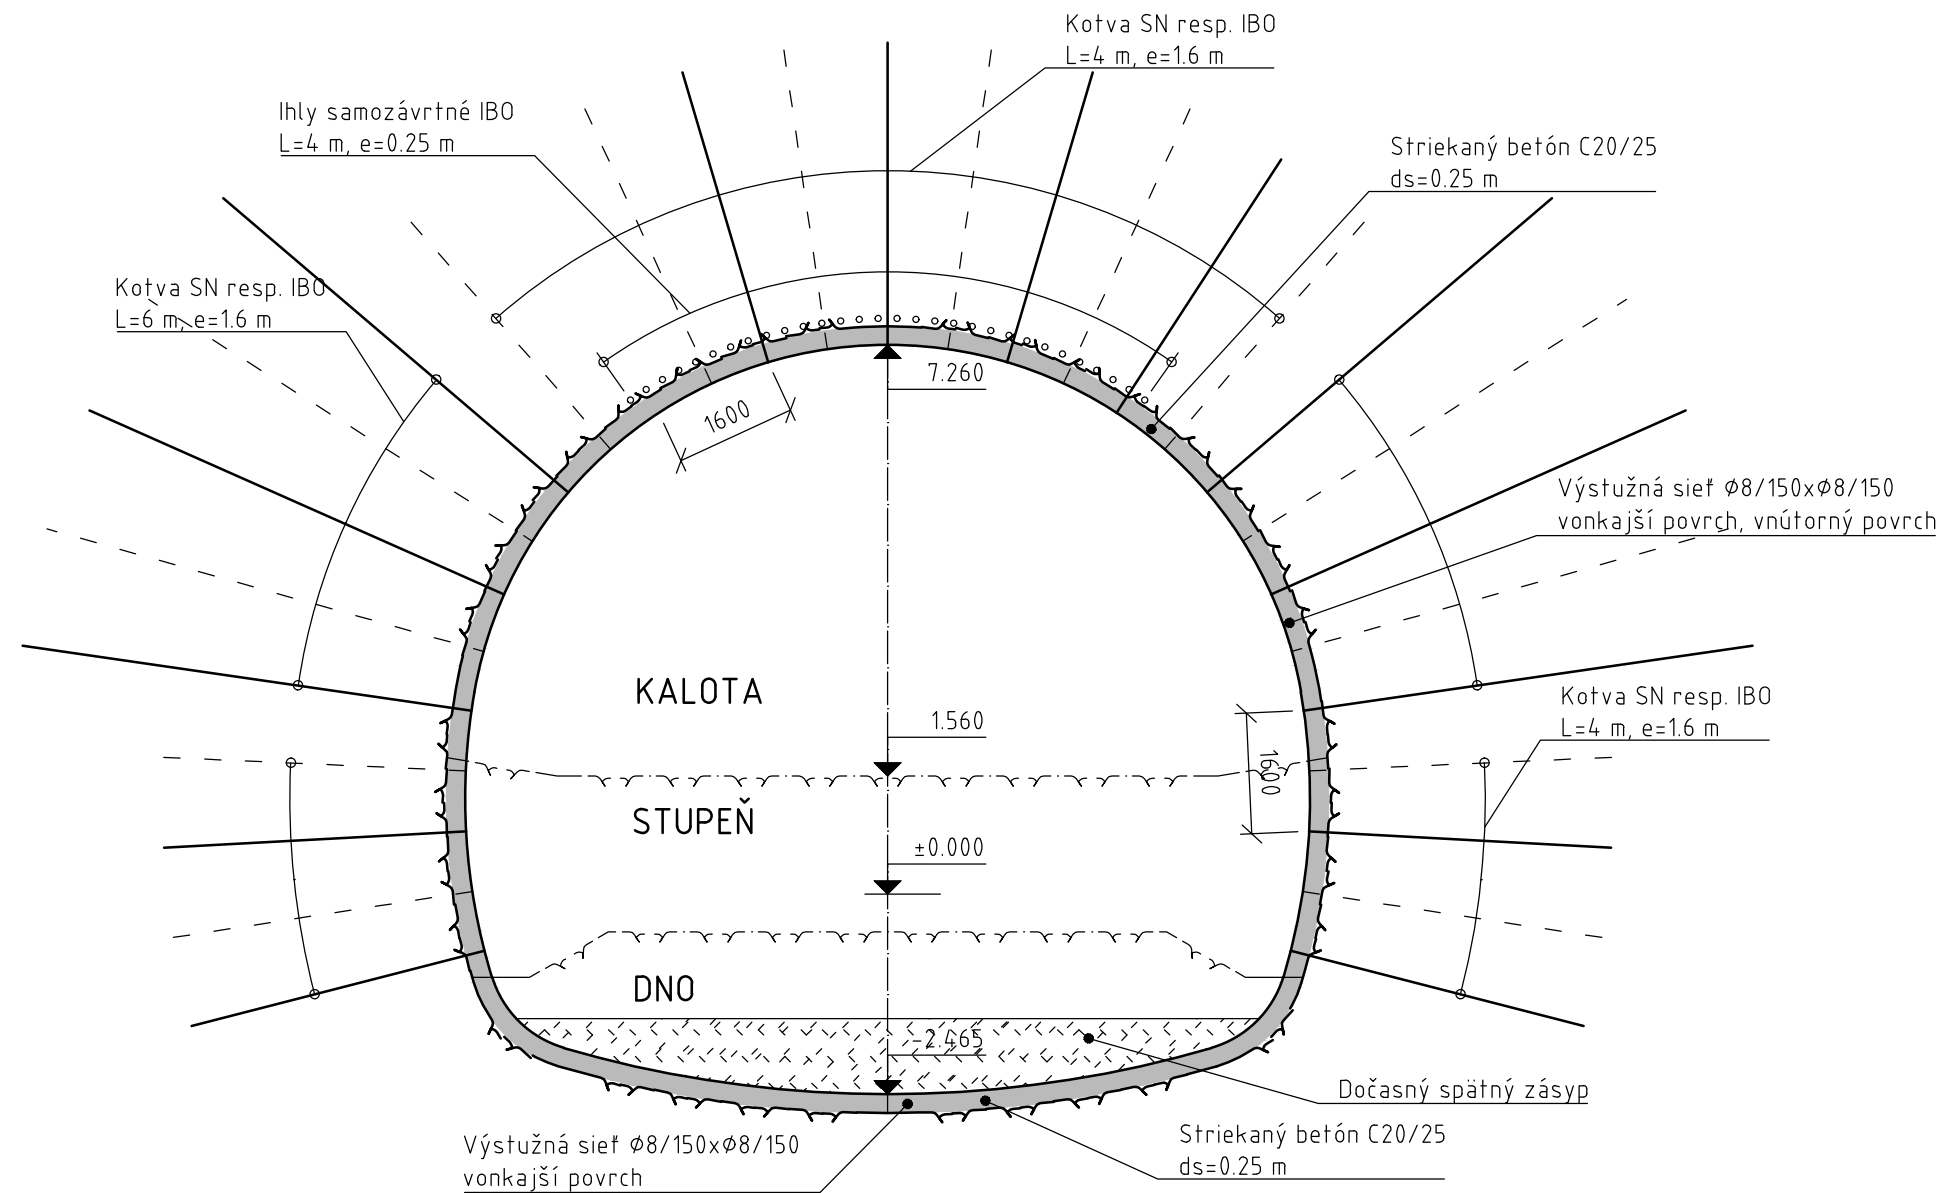 Kotva SN resp. IBO
L=4 m, e=1.6 m
Ihly samozávrtné IBO
L=4 m, e=0.25 m
Striekaný betón C20/25
ds=0.25 m
Kotva SN resp. IBO
L=6 m, e=1.6 m
7.260
1600
Výstužná sieť Ø8/150xØ8/150
vonkajší povrch, vnútorný povrch
KALOTA
1.560
Kotva SN resp. IBO
L=4 m, e=1.6 m
1600
STUPEŇ
±0.000
DNO
-2.465
Dočasný spätný zásyp
Výstužná sieť Ø8/150xØ8/150
vonkajší povrch
Striekaný betón C20/25
ds=0.25 m